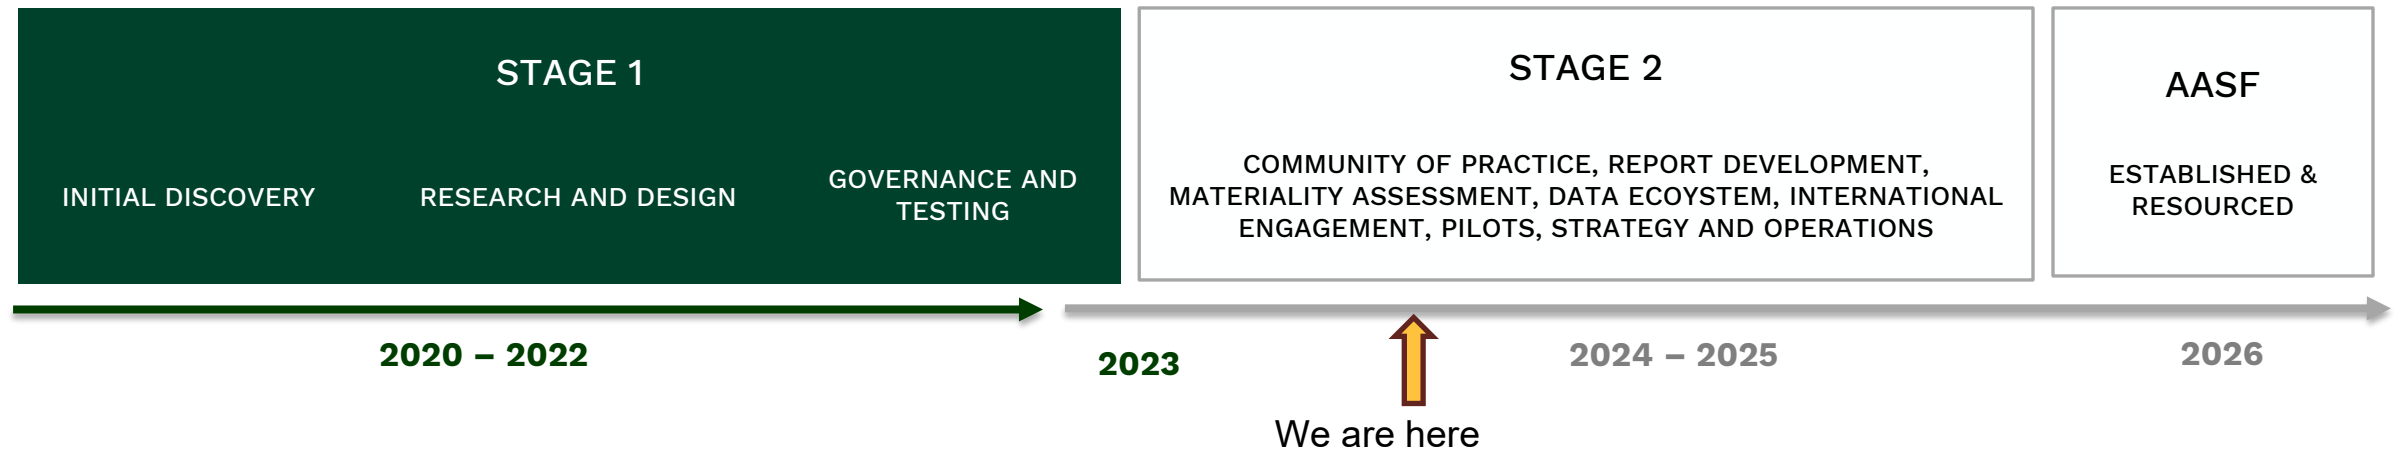 STAGE 1
INITIAL DISCOVERY
RESEARCH AND DESIGN
GOVERNANCE AND
TESTING
STAGE 2
COMMUNITY OF PRACTICE, REPORT DEVELOPMENT,
MATERIALITY ASSESSMENT, DATA ECOYSTEM, INTERNATIONAL
ENGAGEMENT, PILOTS, STRATEGY AND OPERATIONS
AASF
ESTABLISHED &
RESOURCED
2020 – 2022
2023
2024 – 2025
2026
We are here